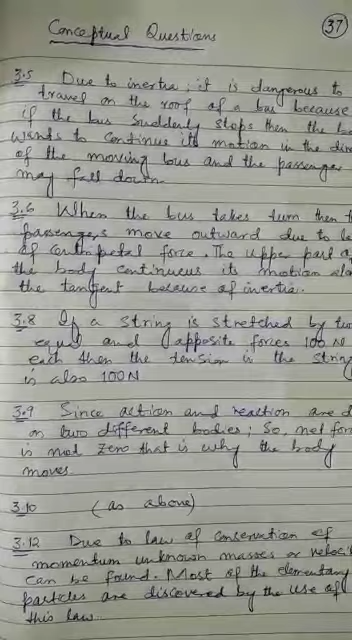 37
Conceptual Questions
3.5 Due to inertia, it is dangerous to
travel on the roof of a bus because
if the bus suddenly stops then the
wants to continue its motion in the
of the moving bus and the passenger
may fall down
3.6 When the bus takes turn then
passengers move outward due to
of centripetal force. The upper part
the body continueus its motion
the tangent because of inertia.
3.8 If a string is stretched by
equal and opposite forces 100 N
each then the tension in the string
is also 100N
3.9 Since action and reaction are
on two different bodies; So, net
is not zero that is why the body
moves.
3.10 (as above)
3.12 Due to law of conservation of
momentum unknown masses or
can be found. Most of the elementary
particles are discovered by the use of
this law.